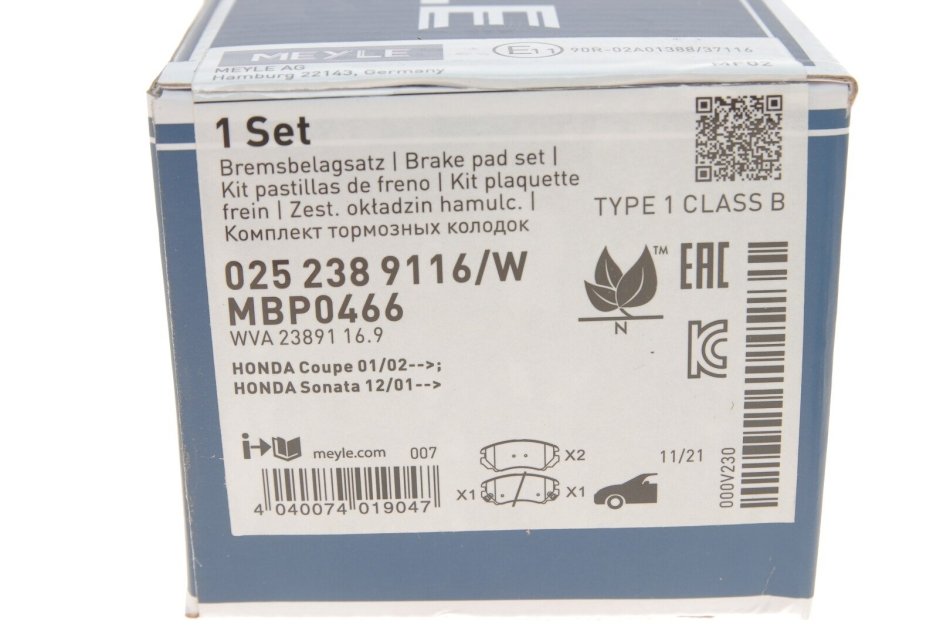 E
MEYLE
E11 90R-02A01388/37116
MEYLE AG
Hamburg 22143, Germany
MF02
1 Set
Bremsbelagsatz | Brake pad set |
Kit pastillas de freno | Kit plaquette
frein | Zest. okładzin hamulc. |
Комплект тормозных колодок
TYPE 1 CLASS B
025 238 9116/W
MBP0466
WVA 23891 16.9
TM
N
EAC
KC
HONDA Coupe 01/02-->;
HONDA Sonata 12/01-->
i
meyle.com 007
X2
X1 X1
11/21
000V230
4 040074 019047